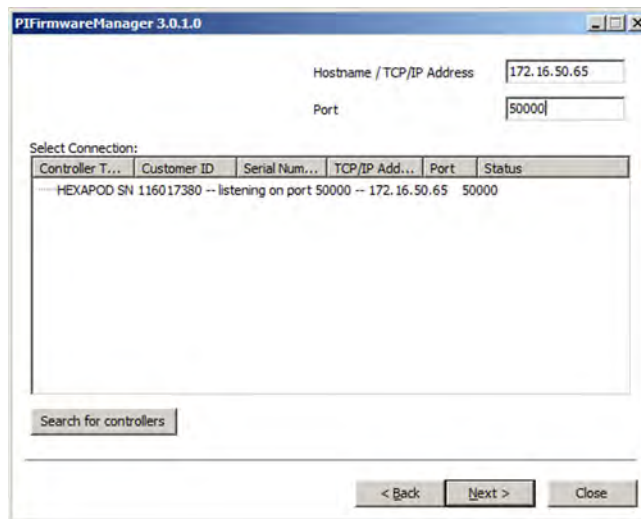 PIFirmwareManager 3.0.1.0
Hostname / TCP/IP Address 172.16.50.65
Port 50000
Select Connection:
Controller T... Customer ID Serial Num... TCP/IP Add... Port Status
HEXAPOD SN 116017380 -- listening on port 50000 -- 172.16.50.65 50000
Search for controllers
< Back Next > Close